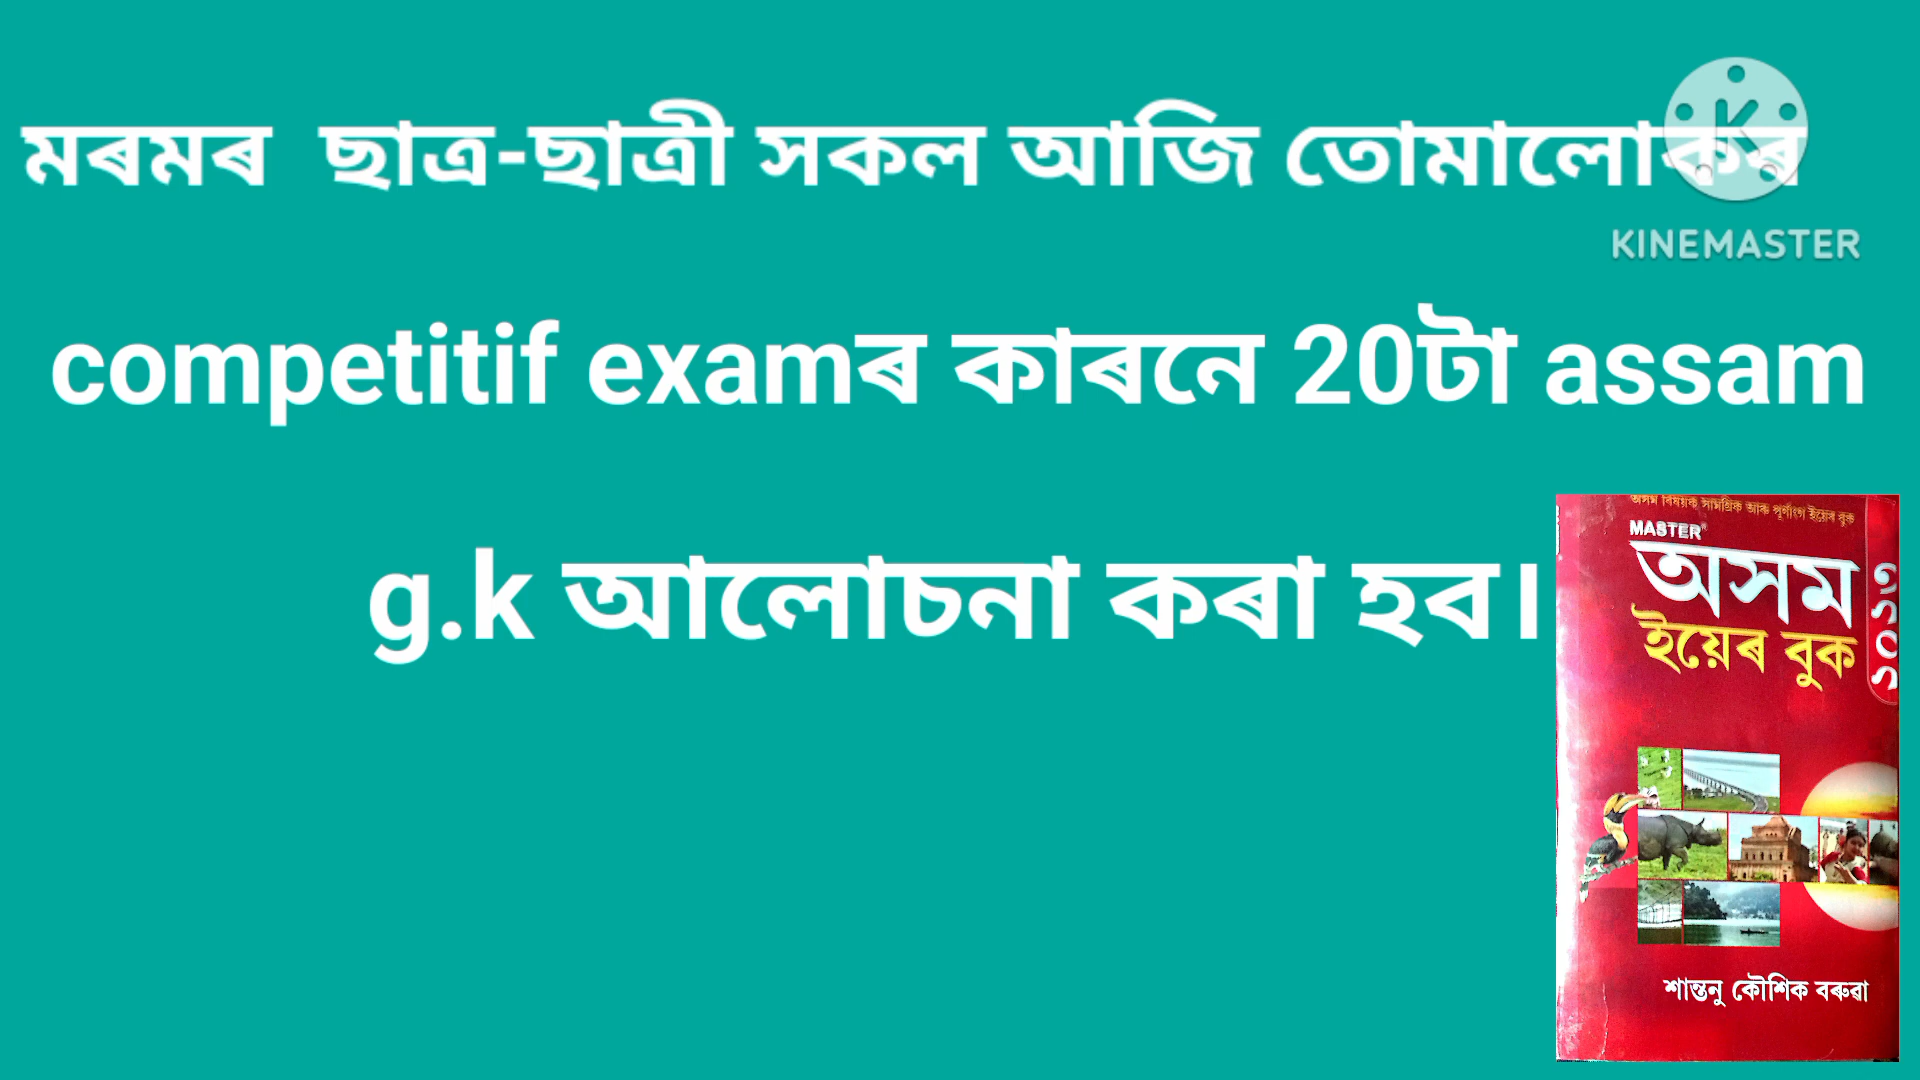 মৰমৰ ছাত্ৰ-ছাত্ৰী সকল আজি তোমালোকৰ
KINEMASTER
competitif examৰ কাৰনে 20টা assam
g.k আলোচনা কৰা হব।
অসম বিষয়ক সামগ্ৰিক আৰু পূৰ্ণাংগ ইয়েৰ বুক
MASTER
অসম
ইয়েৰ বুক
শান্তনু কৌশিক বৰুৱা